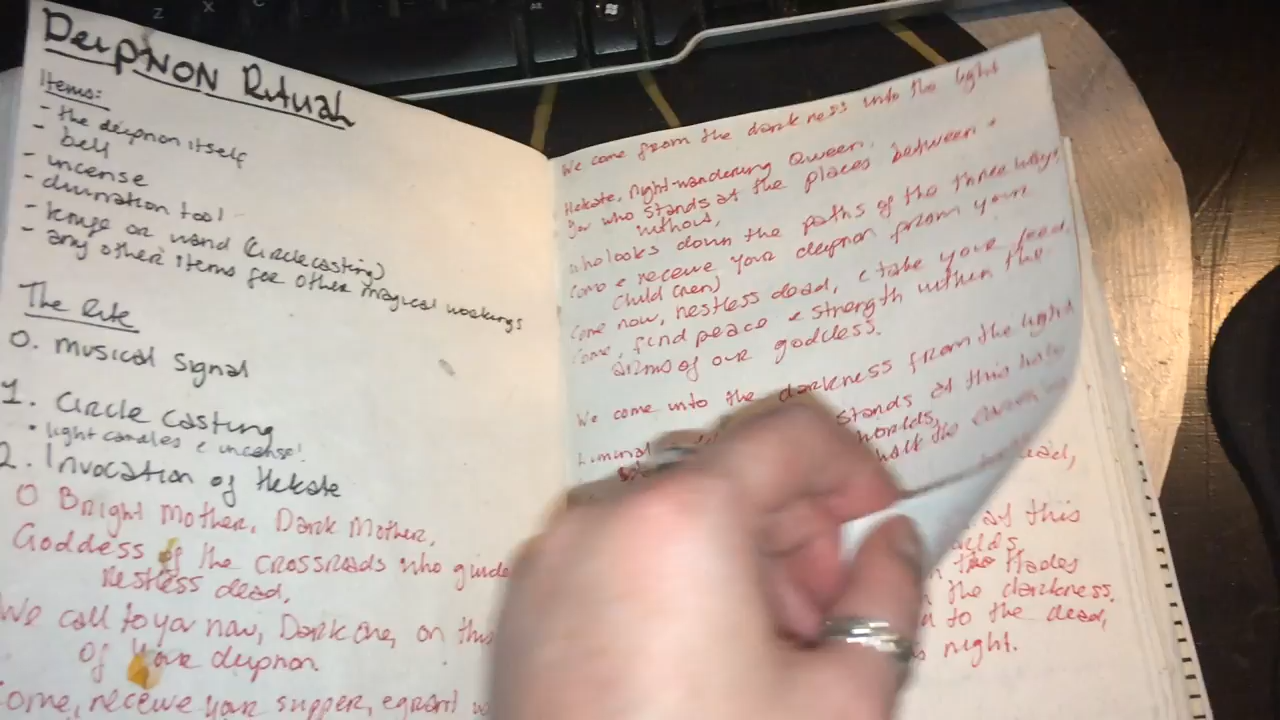 Deipnon Ritual
Items:
- the deipnon itself
- bell
- incense
- divination tool
- knife or wand (circle casting)
- any other items for other magical workings
The Rite
0. Musical Signal
1. Circle Casting
• light candles & incense!
2. Invocation of Hekate
O Bright Mother, Dark Mother,
Goddess of the crossroads who guide
restless dead,
We call to you now, Dark One, on this
of your deipnon.
Come, receive your supper, & grant
We come from the darkness into the light
Hekate, night-wandering Queen,
You who stands at the places between &
without,
who looks down the paths of the three ways,
Come & receive your deipnon from your
child(ren)
Come now, restless dead, & take your feed,
Come, find peace & strength within the
arms of our goddess.
We come into the darkness from the light
Liminal
stands at this
worlds,
walk the
dead,
at this
Hades
the darkness.
to the dead,
night.